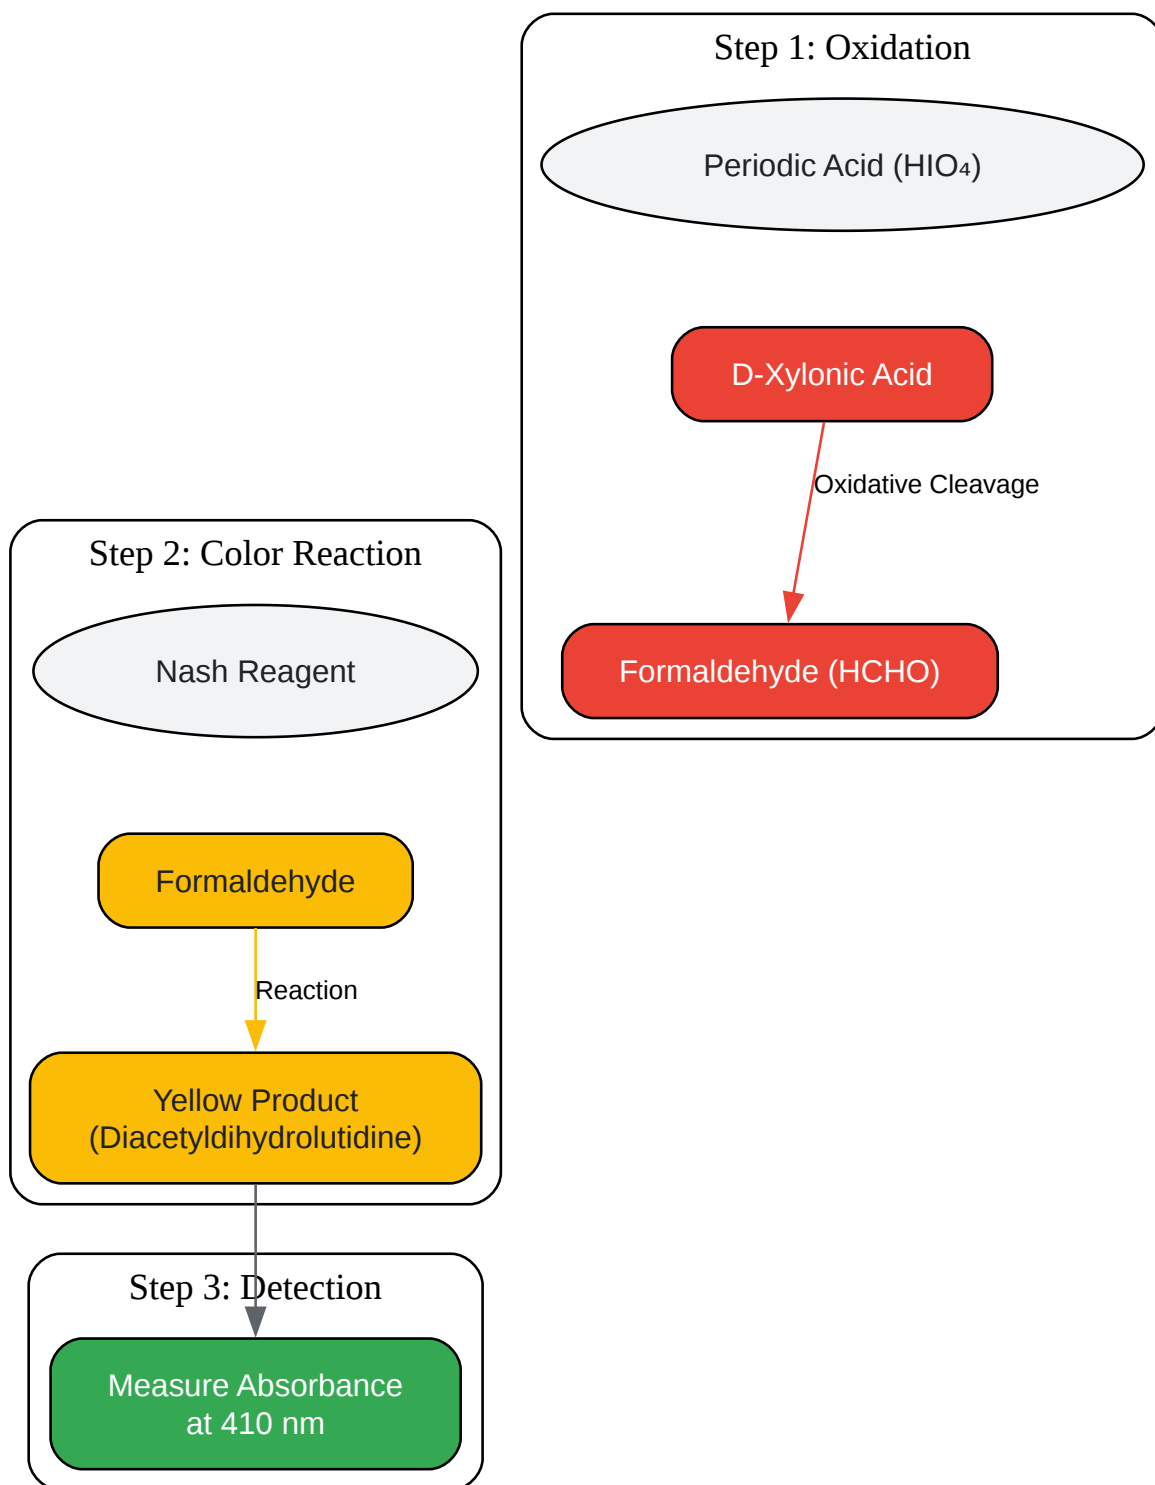 Step 1: Oxidation
Periodic Acid (HIO₄)
D-Xylonic Acid
Oxidative Cleavage
Formaldehyde (HCHO)
Step 2: Color Reaction
Nash Reagent
Formaldehyde
Reaction
Yellow Product
(Diacetyldihydrolutidine)
Step 3: Detection
Measure Absorbance
at 410 nm